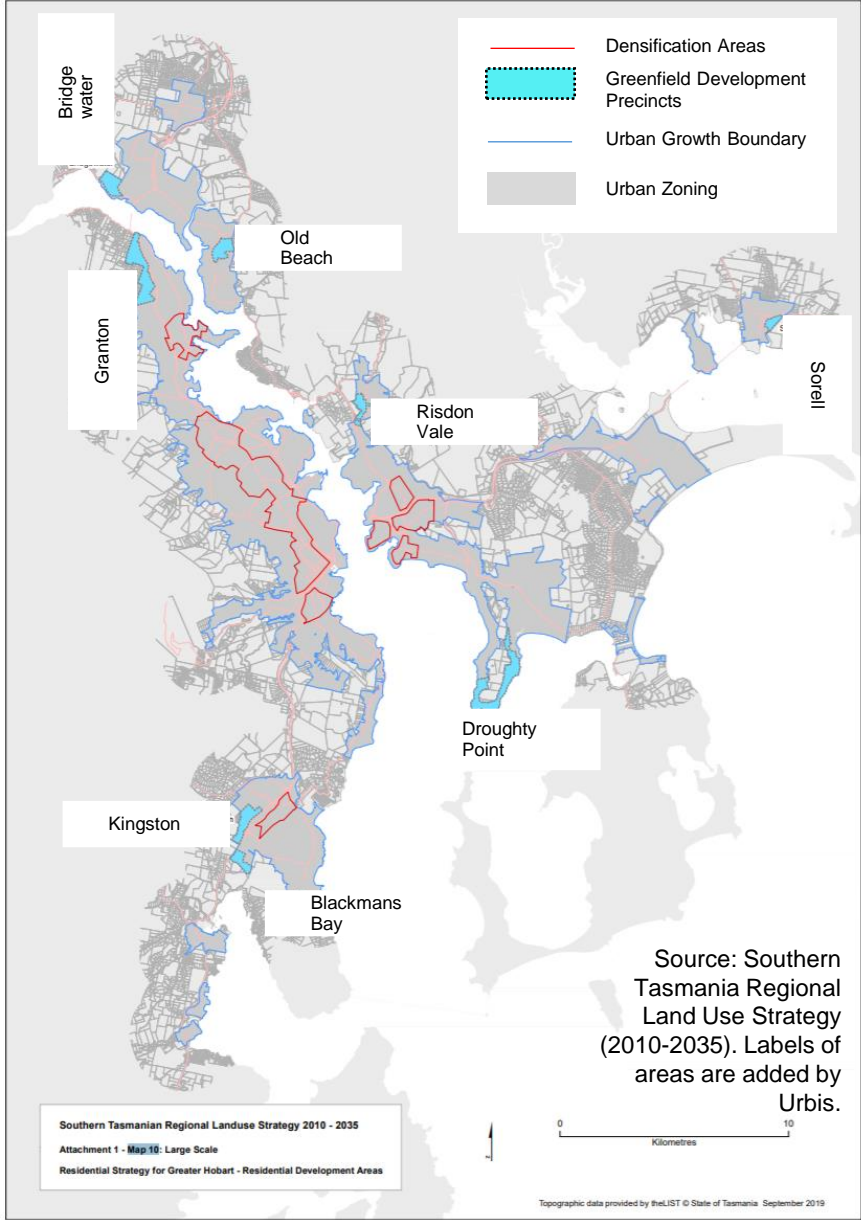 Bridge
water
Densification Areas
Greenfield Development
Precincts
Urban Growth Boundary
Urban Zoning
Old
Beach
Granton
Risdon
Vale
Sorell
Droughty
Point
Kingston
Blackmans
Bay
Source: Southern
Tasmania Regional
Land Use Strategy
(2010-2035). Labels of
areas are added by
Urbis.
Southern Tasmanian Regional Landuse Strategy 2010 - 2035
Attachment 1 - Map 10: Large Scale
Residential Strategy for Greater Hobart - Residential Development Areas
0 10
Kilometres
Topographic data provided by theLIST © State of Tasmania September 2019